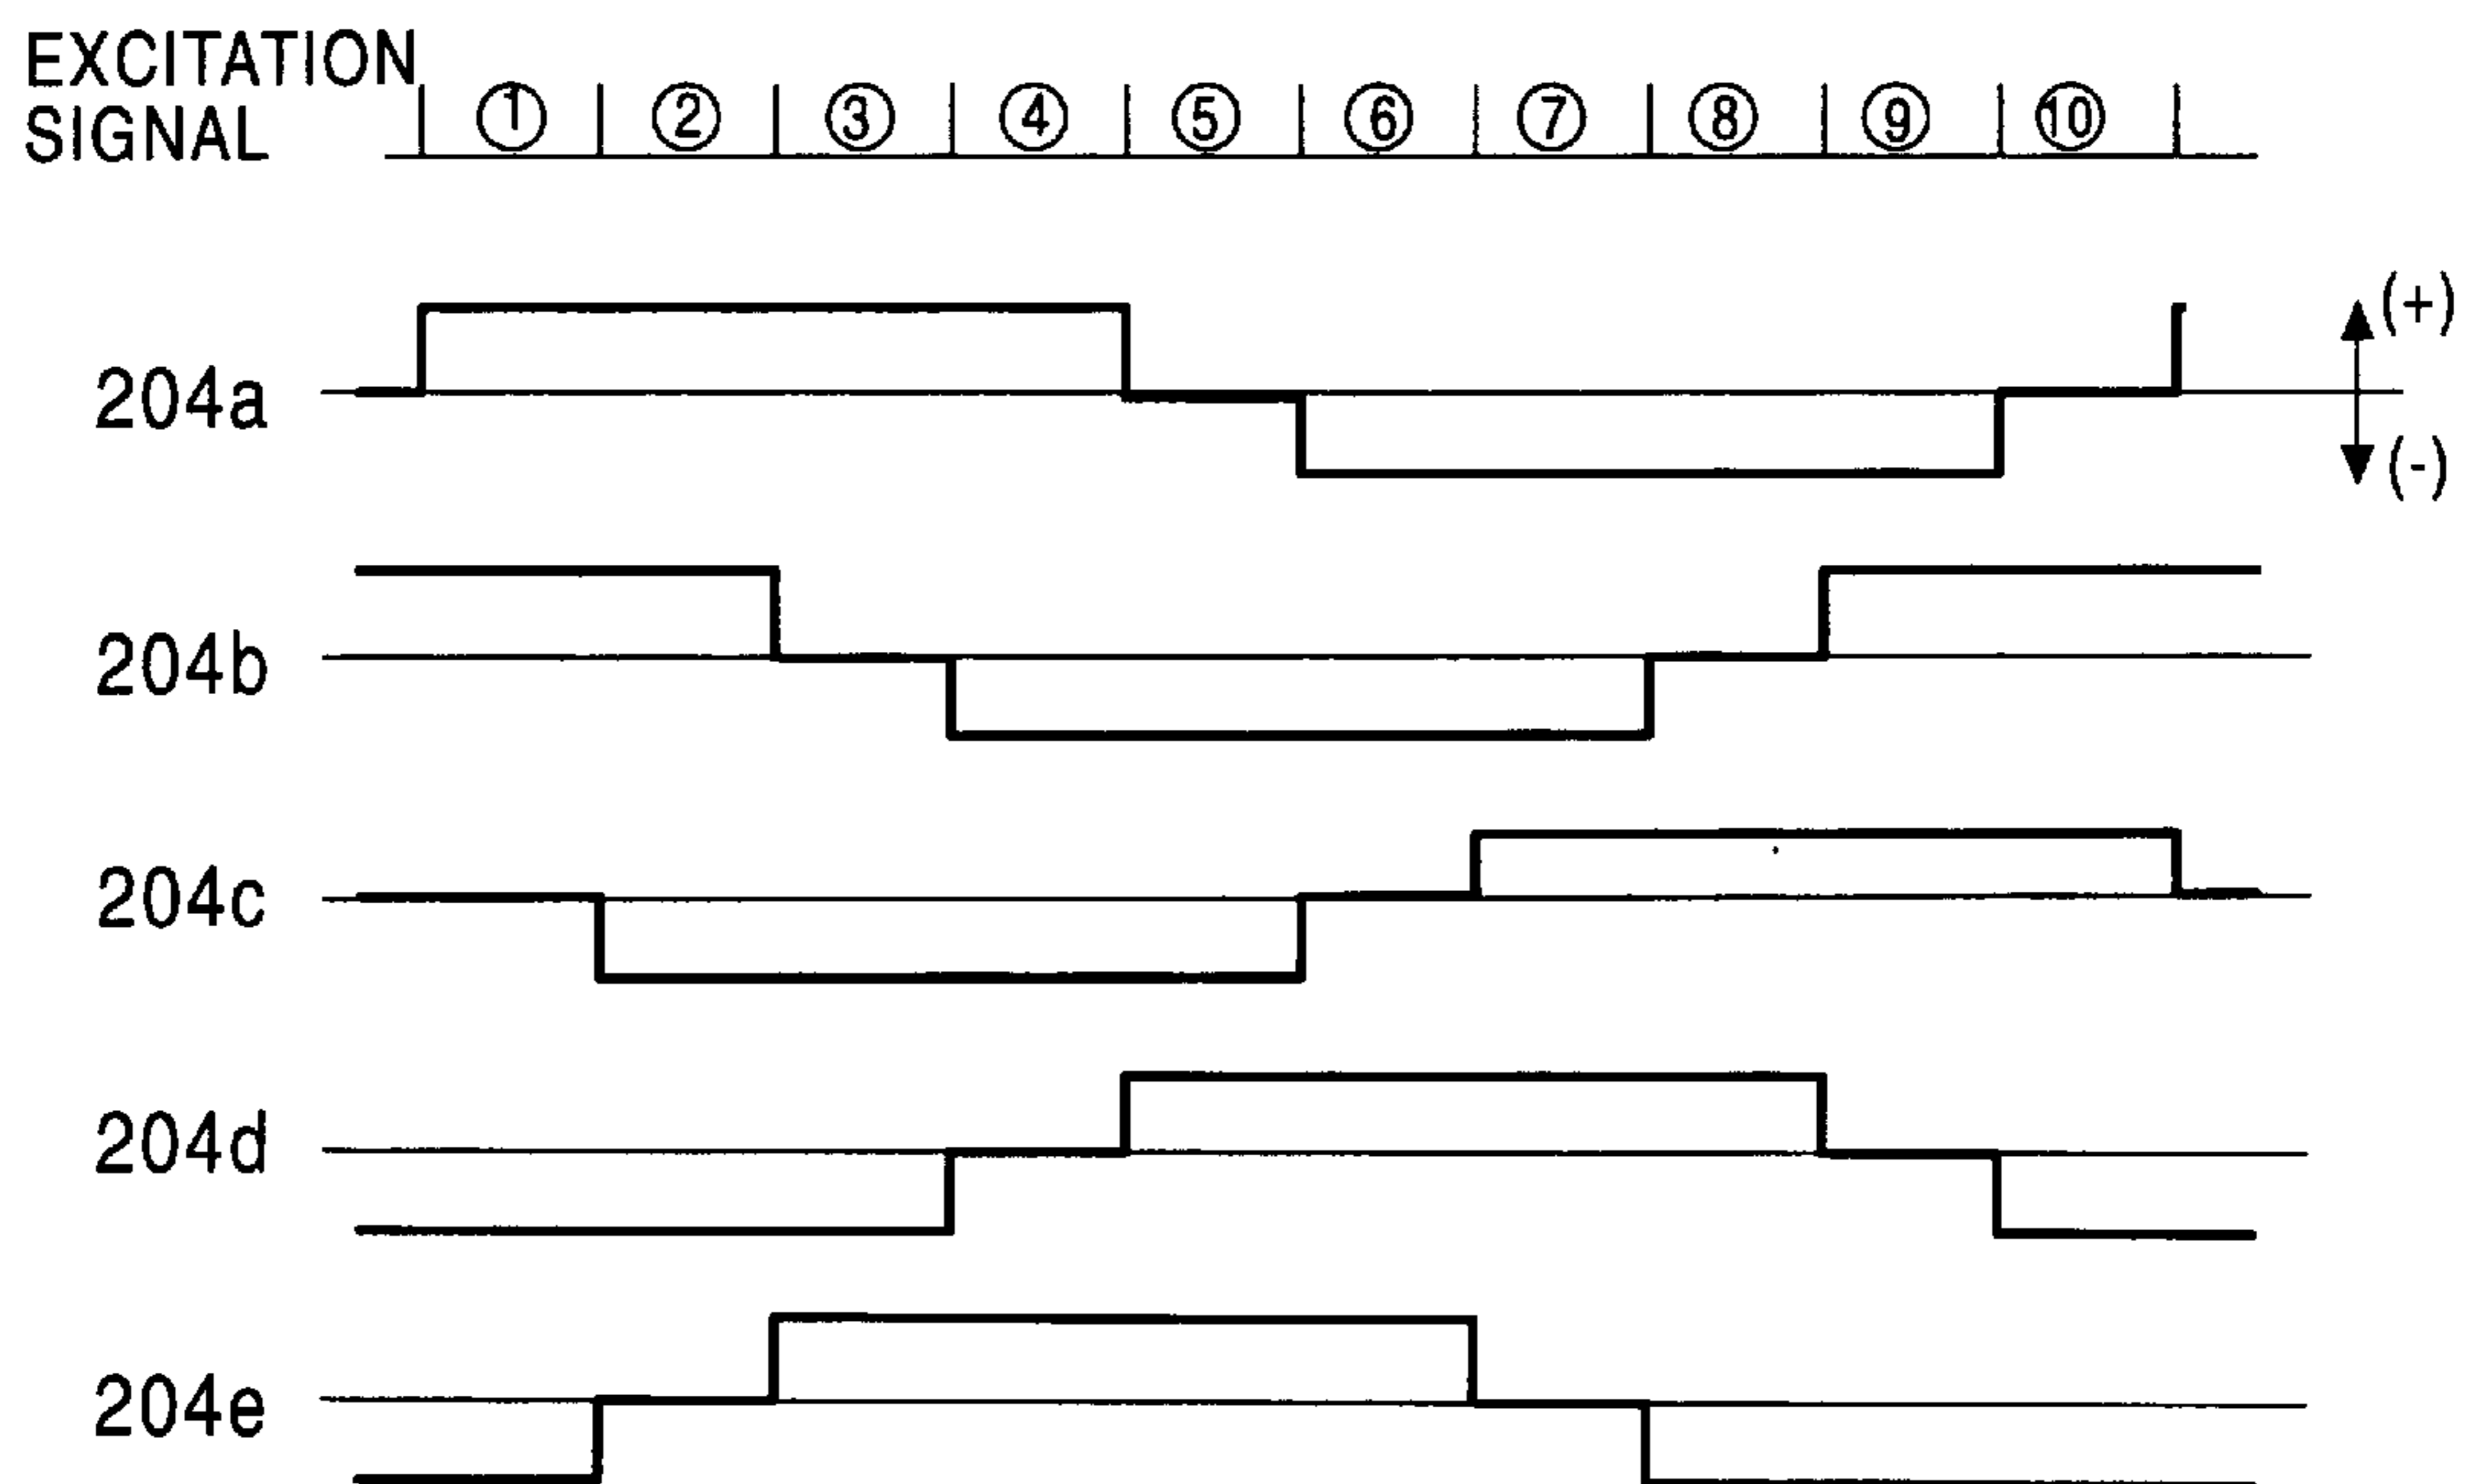 EXCITATION
SIGNAL ① ② ③ ④ ⑤ ⑥ ⑦ ⑧ ⑨ ⑩
(+)
204a
(-)
204b
204c
204d
204e